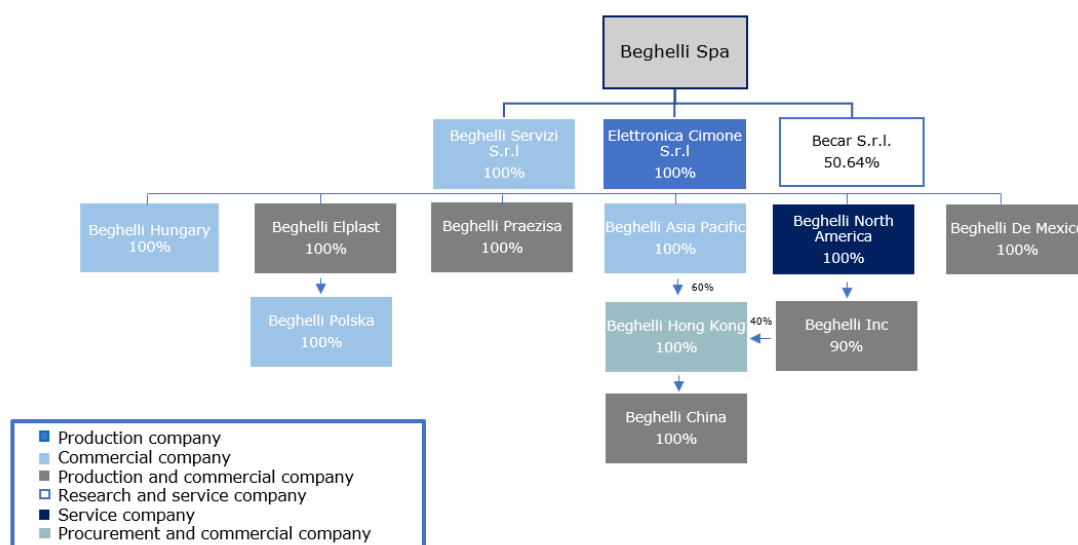 Beghelli Spa
Beghelli Servizi
S.r.l
100%
Elettronica Cimone
S.r.l
100%
Becar S.r.l.
50.64%
Beghelli Hungary
100%
Beghelli Elplast
100%
Beghelli Praezisa
100%
Beghelli Asia Pacific
100%
Beghelli North
America
100%
Beghelli De Mexico
100%
60%
Beghelli Polska
100%
Beghelli Hong Kong
100%
40%
Beghelli Inc
90%
Beghelli China
100%
Production company
Commercial company
Production and commercial company
Research and service company
Service company
Procurement and commercial company